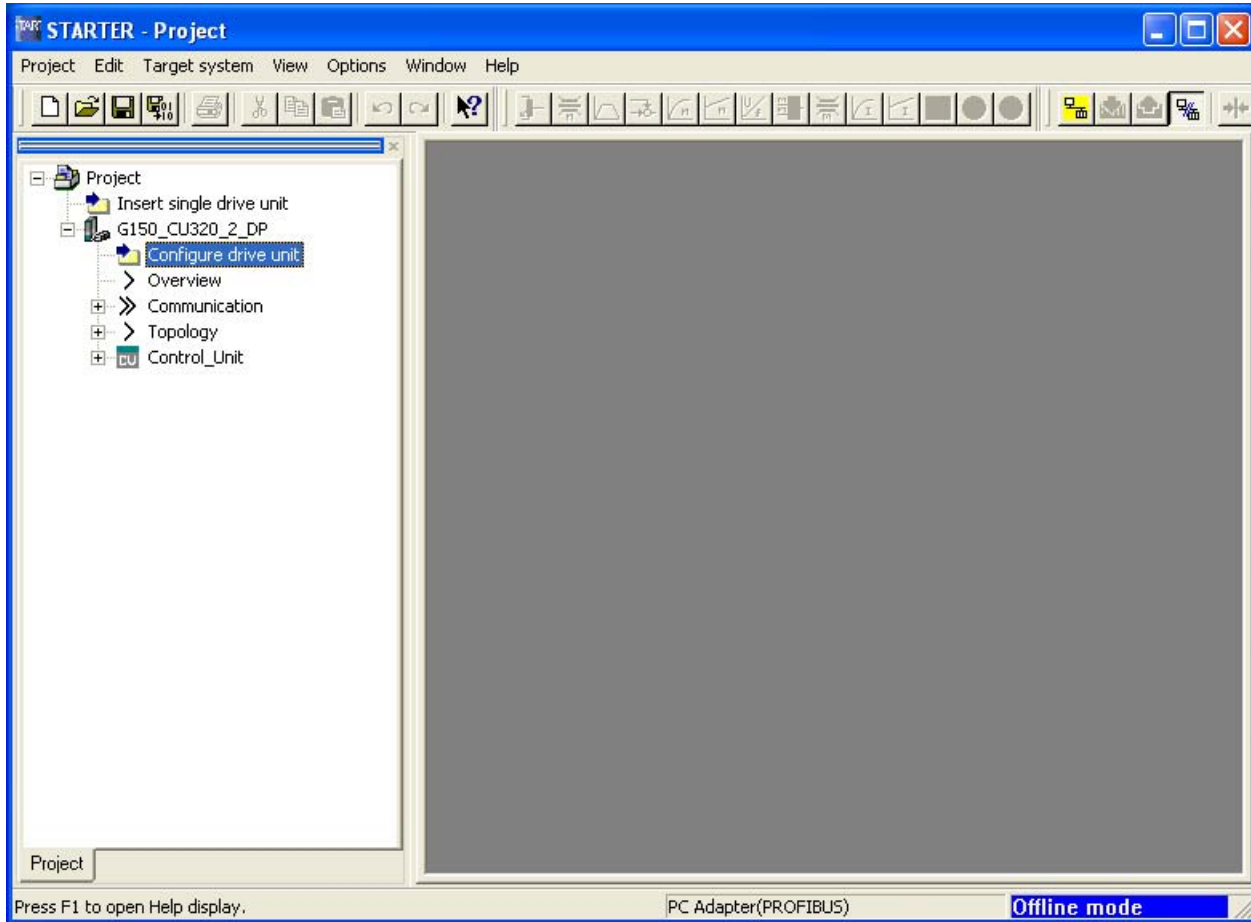 STARTER - Project
Project Edit Target system View Options Window Help
Project
Insert single drive unit
G150_CU320_2_DP
Configure drive unit
Overview
Communication
Topology
CU Control_Unit
Project
Press F1 to open Help display. PC Adapter(PROFIBUS) Offline mode